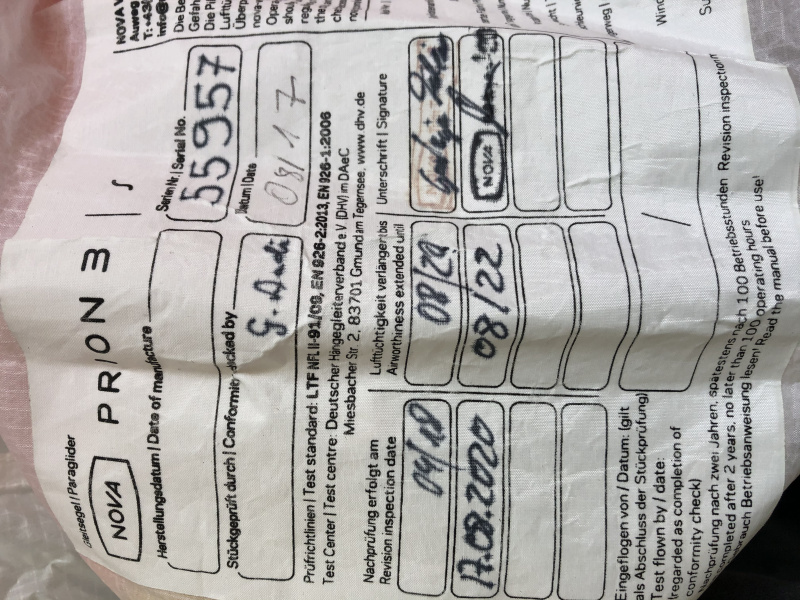 Gleitsegel / Paraglider
NOVA PRION 3 | S
Herstellungsdatum | Date of manufacture
Serien Nr. | Serial No.
55957
Stückgeprüft durch | Conformity checked by
G. Andi
Datum | Date
08/17
Prüfrichtlinien | Test standard: LTF NFL II-91/09, EN 926-2:2013, EN 926-1:2006
Test Center | Test centre: Deutscher Hängegleiterverband e.V. (DHV) im DAeC
Miesbacher Str. 2, 83701 Gmund am Tegernsee, www.dhv.de
Nachprüfung erfolgt am
Revision inspection date
Lufttüchtigkeit verlängert bis
Airworthiness extended until
Unterschrift | Signature
04/18
08/20
17.08.2020
08/22
NOVA
Eingeflogen von / Datum: (gilt
als Abschluss der Stückprüfung)
Test flown by / date:
(regarded as completion of
conformity check)
/
Nachprüfung nach zwei Jahren, spätestens nach 100 Betriebsstunden Revision inspection
completed after 2 years, no later than 100 operating hours
Gebrauch Betriebsanweisung lesen! Read the manual before use!